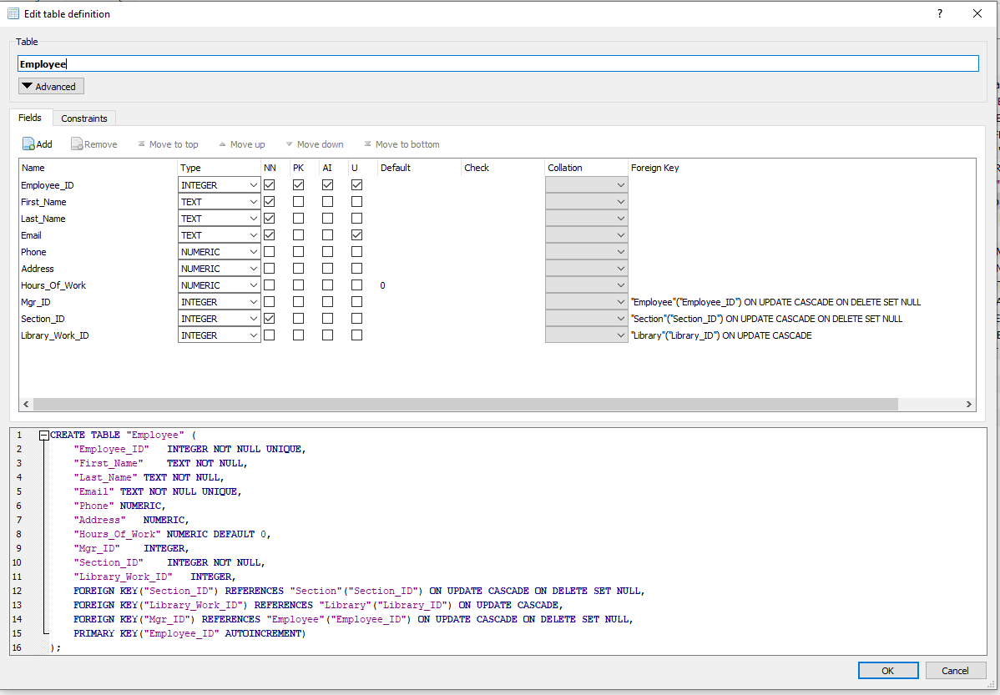 Edit table definition ?
Table
Employee
Advanced
Fields Constraints
Add Remove Move to top Move up Move down Move to bottom
Name Type NN PK AI U Default Check Collation Foreign Key
Employee_ID INTEGER
First_Name TEXT
Last_Name TEXT
Email TEXT
Phone NUMERIC
Address NUMERIC
Hours_Of_Work NUMERIC 0
Mgr_ID INTEGER "Employee"("Employee_ID") ON UPDATE CASCADE ON DELETE SET NULL
Section_ID INTEGER "Section"("Section_ID") ON UPDATE CASCADE ON DELETE SET NULL
Library_Work_ID INTEGER "Library"("Library_ID") ON UPDATE CASCADE
1 CREATE TABLE "Employee" (
2 "Employee_ID" INTEGER NOT NULL UNIQUE,
3 "First_Name" TEXT NOT NULL,
4 "Last_Name" TEXT NOT NULL,
5 "Email" TEXT NOT NULL UNIQUE,
6 "Phone" NUMERIC,
7 "Address" NUMERIC,
8 "Hours_Of_Work" NUMERIC DEFAULT 0,
9 "Mgr_ID" INTEGER,
10 "Section_ID" INTEGER NOT NULL,
11 "Library_Work_ID" INTEGER,
12 FOREIGN KEY("Section_ID") REFERENCES "Section"("Section_ID") ON UPDATE CASCADE ON DELETE SET NULL,
13 FOREIGN KEY("Library_Work_ID") REFERENCES "Library"("Library_ID") ON UPDATE CASCADE,
14 FOREIGN KEY("Mgr_ID") REFERENCES "Employee"("Employee_ID") ON UPDATE CASCADE ON DELETE SET NULL,
15 PRIMARY KEY("Employee_ID" AUTOINCREMENT)
16 );
OK Cancel